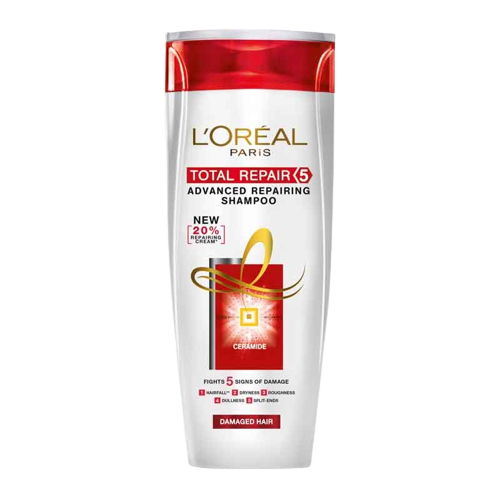 L'ORÉAL
PARIS
TOTAL REPAIR 5
ADVANCED REPAIRING
SHAMPOO
NEW
20%
REPAIRING
CREAM*
CERAMIDE
FIGHTS 5 SIGNS OF DAMAGE
1 HAIRFALL** 2 DRYNESS 3 ROUGHNESS
4 DULLNESS 5 SPLIT-ENDS
DAMAGED HAIR